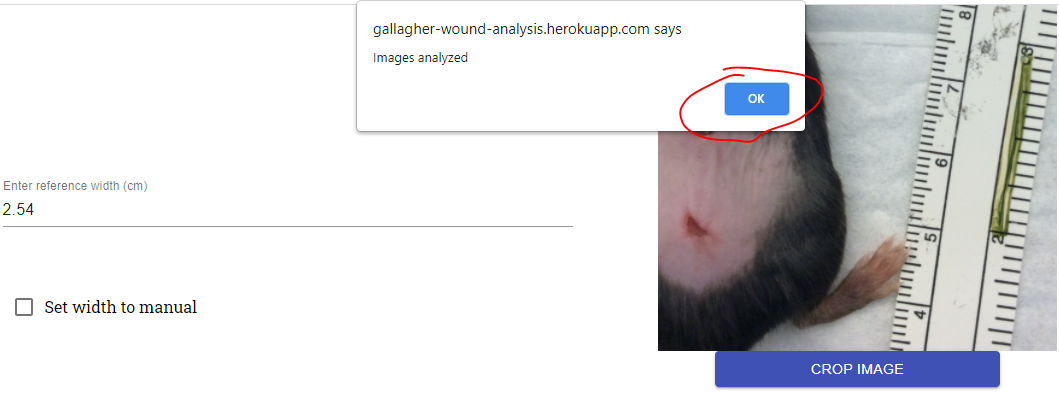 gallagher-wound-analysis.herokuapp.com says
Images analyzed
OK
Enter reference width (cm)
2.54
Set width to manual
8
7
6
5
4
3
2
CROP IMAGE